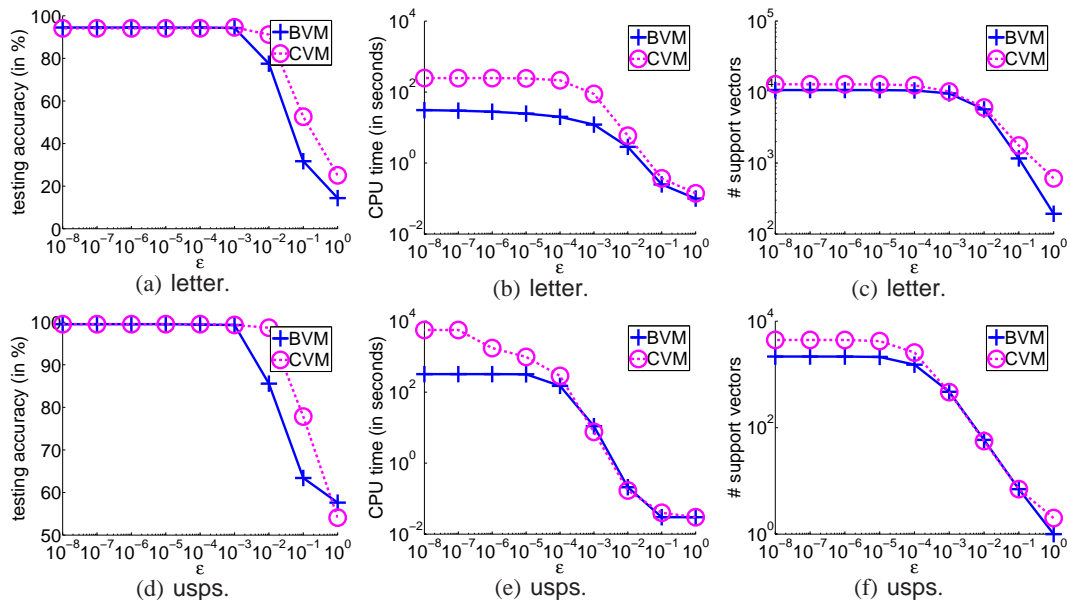 100
80
60
40
20
0
testing accuracy (in %)
BVM
CVM
10^-8 10^-7 10^-6 10^-5 10^-4 10^-3 10^-2 10^-1 10^0
ε
(a) letter.
10^4
10^2
10^0
10^-2
CPU time (in seconds)
BVM
CVM
10^-8 10^-7 10^-6 10^-5 10^-4 10^-3 10^-2 10^-1 10^0
ε
(b) letter.
10^5
10^4
10^3
10^2
# support vectors
BVM
CVM
10^-8 10^-7 10^-6 10^-5 10^-4 10^-3 10^-2 10^-1 10^0
ε
(c) letter.
100
90
80
70
60
50
testing accuracy (in %)
BVM
CVM
10^-8 10^-7 10^-6 10^-5 10^-4 10^-3 10^-2 10^-1 10^0
ε
(d) usps.
10^4
10^2
10^0
10^-2
CPU time (in seconds)
BVM
CVM
10^-8 10^-7 10^-6 10^-5 10^-4 10^-3 10^-2 10^-1 10^0
ε
(e) usps.
10^4
10^2
10^0
# support vectors
BVM
CVM
10^-8 10^-7 10^-6 10^-5 10^-4 10^-3 10^-2 10^-1 10^0
ε
(f) usps.